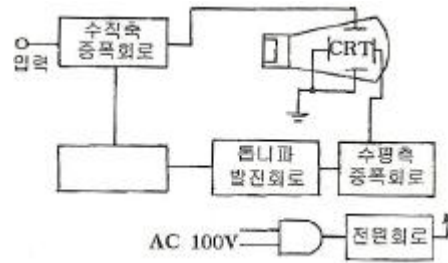 수직축
증폭회로
입력
CRT
톱니파
발진회로
수평축
증폭회로
AC 100V
전원회로